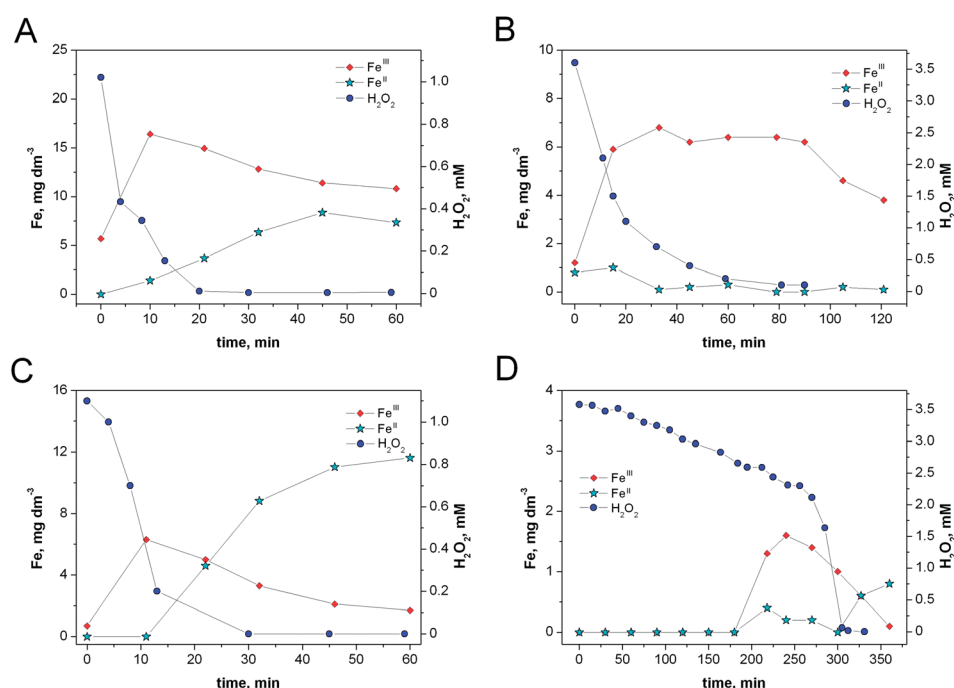 A
Fe, mg dm⁻³
25
20
15
10
5
0
Feᴵᴵᴵ
Feᴵᴵ
H₂O₂
1.0
0.8
0.6
0.4
0.2
0
H₂O₂, mM
0 10 20 30 40 50 60
time, min
B
Fe, mg dm⁻³
10
8
6
4
2
0
Feᴵᴵᴵ
Feᴵᴵ
H₂O₂
3.5
3.0
2.5
2.0
1.5
1.0
0.5
0
H₂O₂, mM
0 20 40 60 80 100 120
time, min
C
Fe, mg dm⁻³
16
12
8
4
0
Feᴵᴵᴵ
Feᴵᴵ
H₂O₂
1.0
0.8
0.6
0.4
0.2
0
H₂O₂, mM
0 10 20 30 40 50 60
time, min
D
Fe, mg dm⁻³
4
3
2
1
0
Feᴵᴵᴵ
Feᴵᴵ
H₂O₂
3.5
3.0
2.5
2.0
1.5
1.0
0.5
0
H₂O₂, mM
0 50 100 150 200 250 300 350
time, min